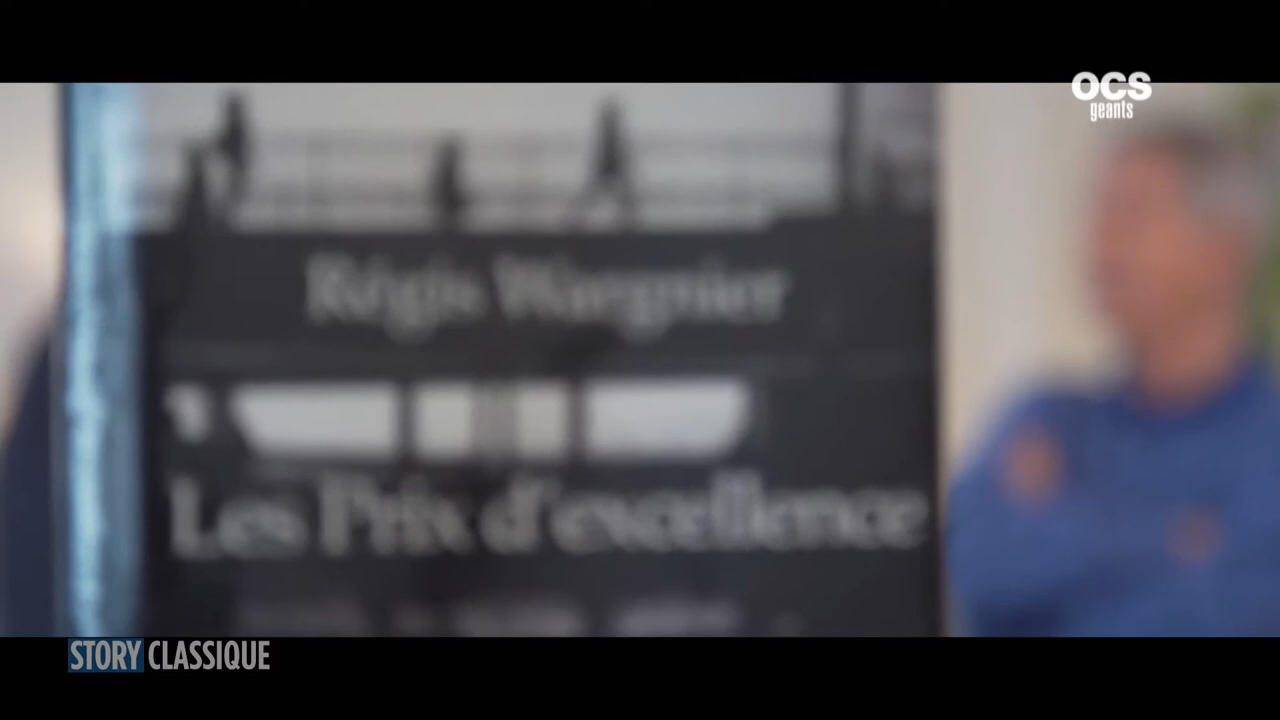 OCS
geants
Régis Wargnier
Les Prix d'excellence
STORY CLASSIQUE